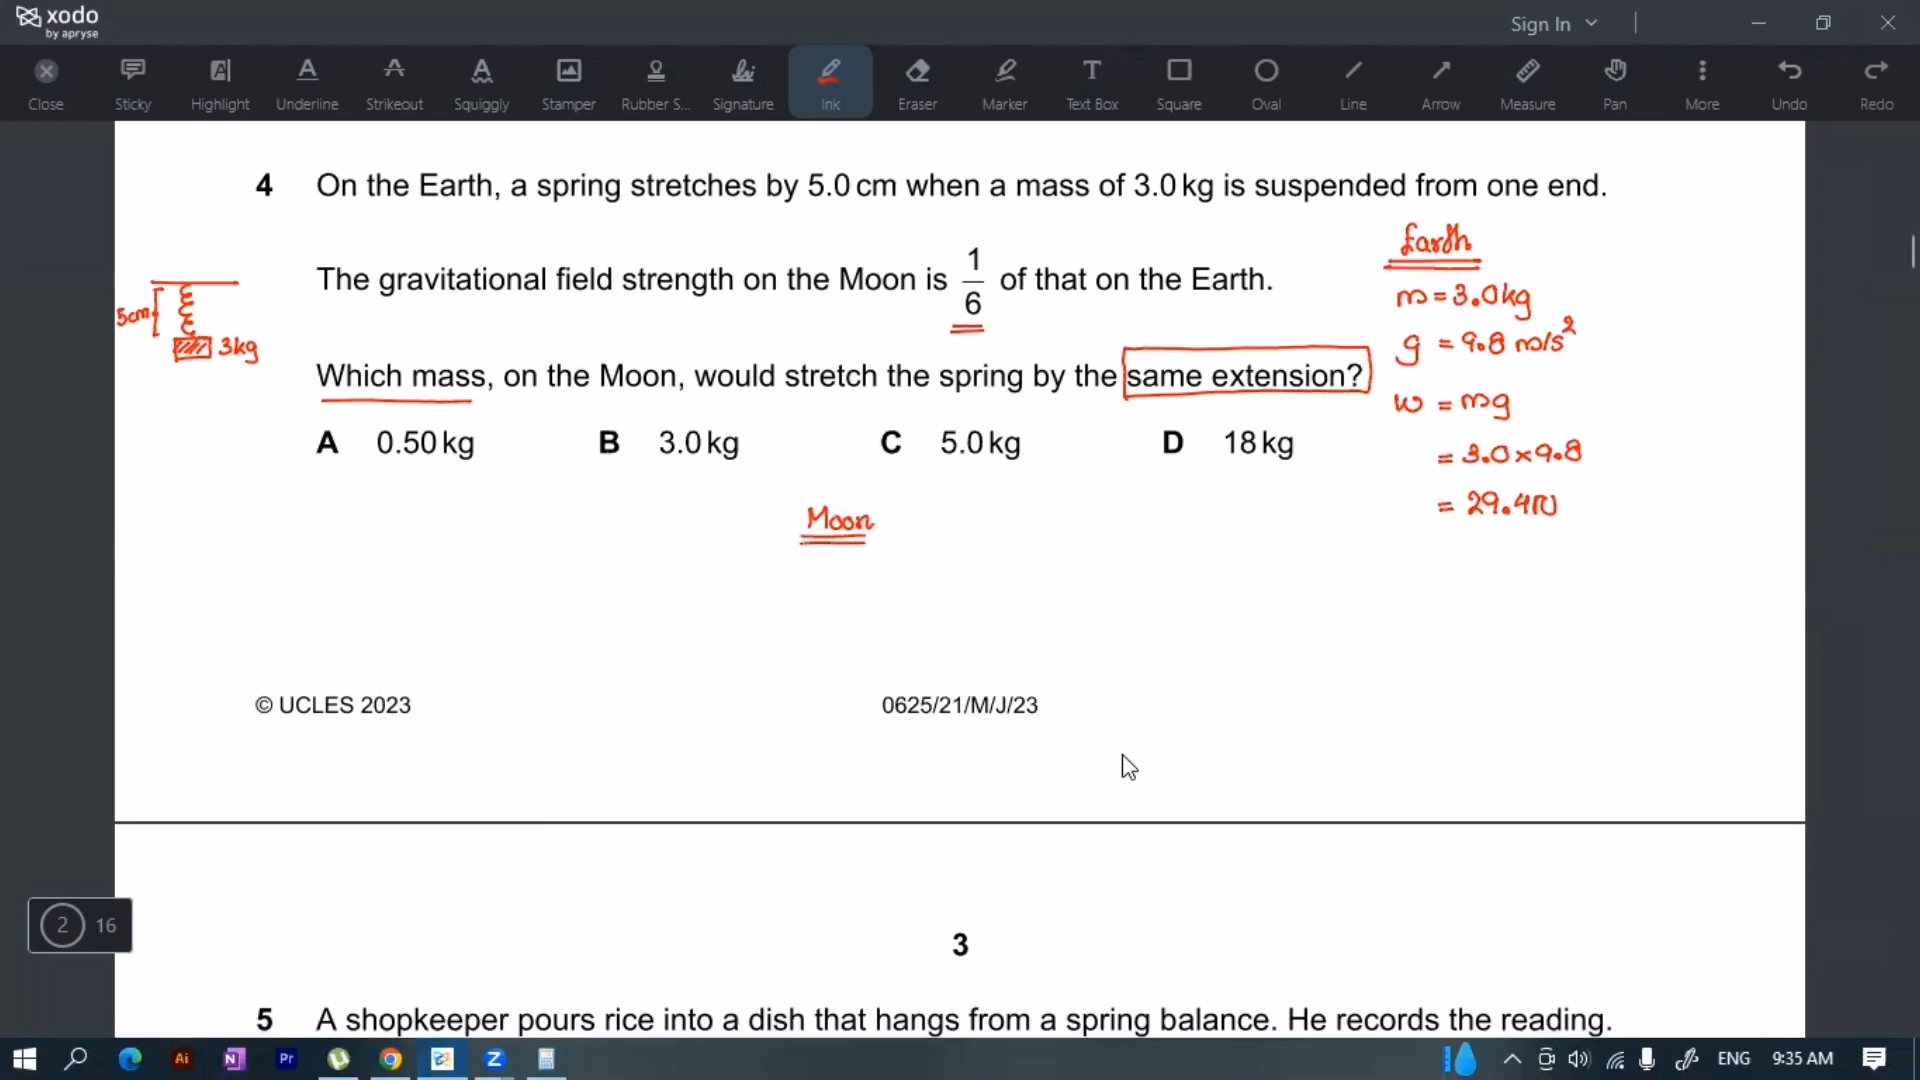 xodo
by apryse
Sign In
Close
Sticky
Highlight
Underline
Strikeout
Squiggly
Stamper
Rubber S...
Signature
Ink
Eraser
Marker
Text Box
Square
Oval
Line
Arrow
Measure
Pan
More
Undo
Redo
4 On the Earth, a spring stretches by 5.0 cm when a mass of 3.0 kg is suspended from one end.
The gravitational field strength on the Moon is 1/6 of that on the Earth.
Which mass, on the Moon, would stretch the spring by the same extension?
A 0.50 kg B 3.0 kg C 5.0 kg D 18 kg
5cm
3kg
Earth
m = 3.0kg
g = 9.8 m/s²
w = mg
= 3.0 × 9.8
= 29.4N
Moon
© UCLES 2023 0625/21/M/J/23
2 16
3
5 A shopkeeper pours rice into a dish that hangs from a spring balance. He records the reading.
Ai
N
Pr
Z
ENG
9:35 AM